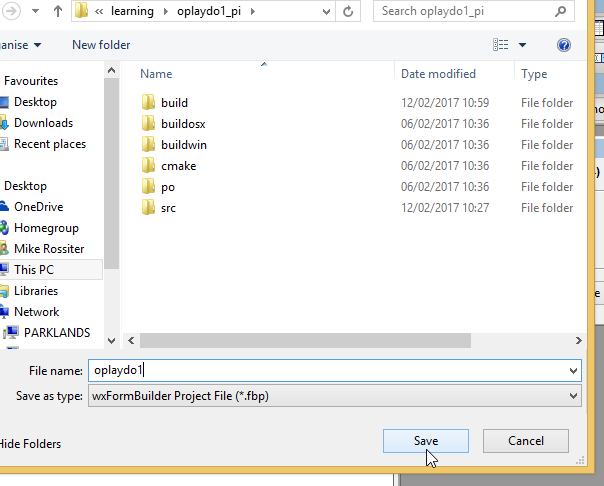 «« learning ▸ oplaydo1_pi ▸
Search oplaydo1_pi
anise
New folder
Name Date modified Type
Favourites
Desktop
Downloads
Recent places
Desktop
OneDrive
Homegroup
Mike Rossiter
This PC
Libraries
Network
PARKLANDS
build 12/02/2017 10:59 File folder
buildosx 06/02/2017 10:36 File folder
buildwin 06/02/2017 10:36 File folder
cmake 06/02/2017 10:36 File folder
po 06/02/2017 10:36 File folder
src 12/02/2017 10:27 File folder
File name: oplaydo1
Save as type: wxFormBuilder Project File (*.fbp)
Hide Folders
Save
Cancel